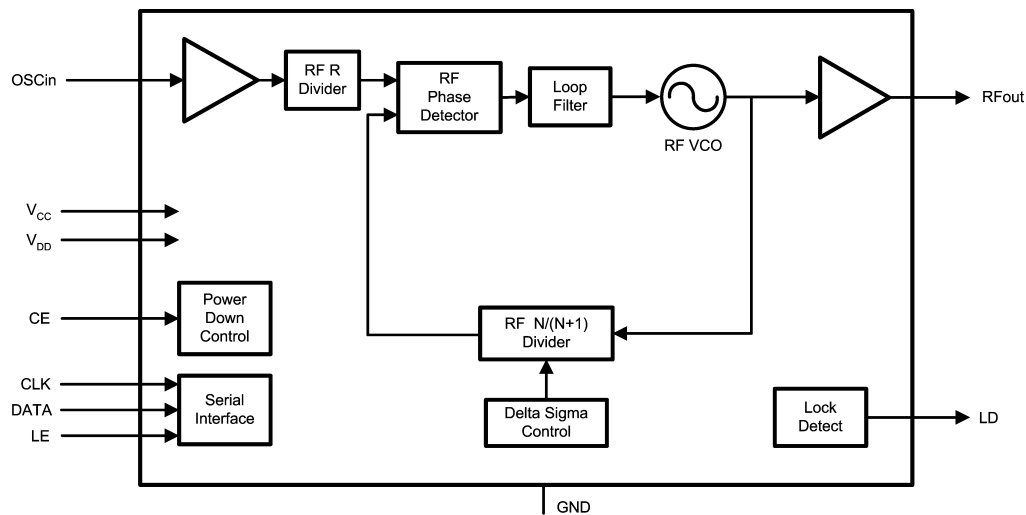 OSCin
RF R
Divider
RF
Phase
Detector
Loop
Filter
RF VCO
RFout
VCC
VDD
CE
Power
Down
Control
RF N/(N+1)
Divider
CLK
DATA
LE
Serial
Interface
Delta Sigma
Control
Lock
Detect
LD
GND